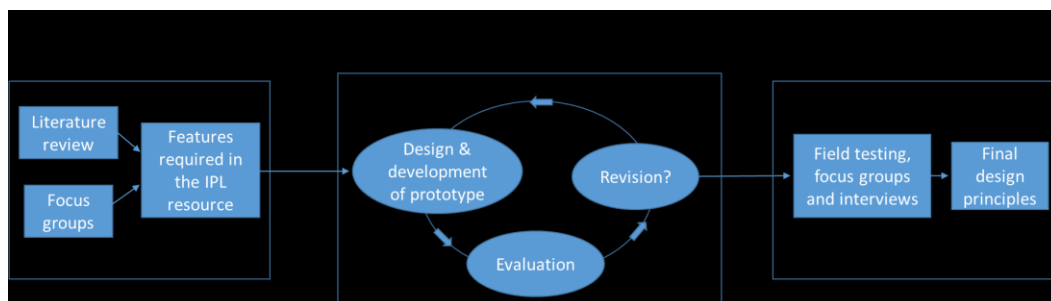 Literature
review
Focus
groups
Features
required in
the IPL
resource
Design &
development
of prototype
Evaluation
Revision?
Field testing,
focus groups
and interviews
Final
design
principles